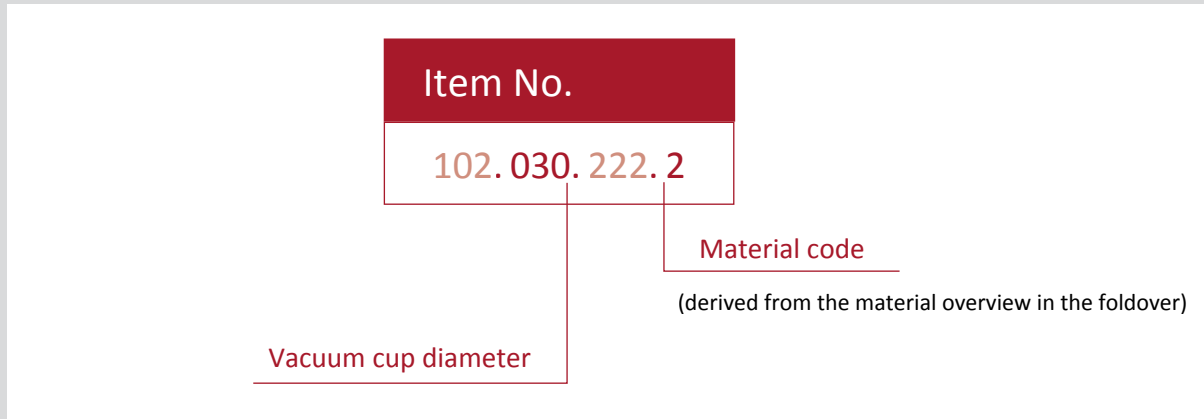 Item No.
102. 030. 222. 2
Material code
(derived from the material overview in the foldover)
Vacuum cup diameter